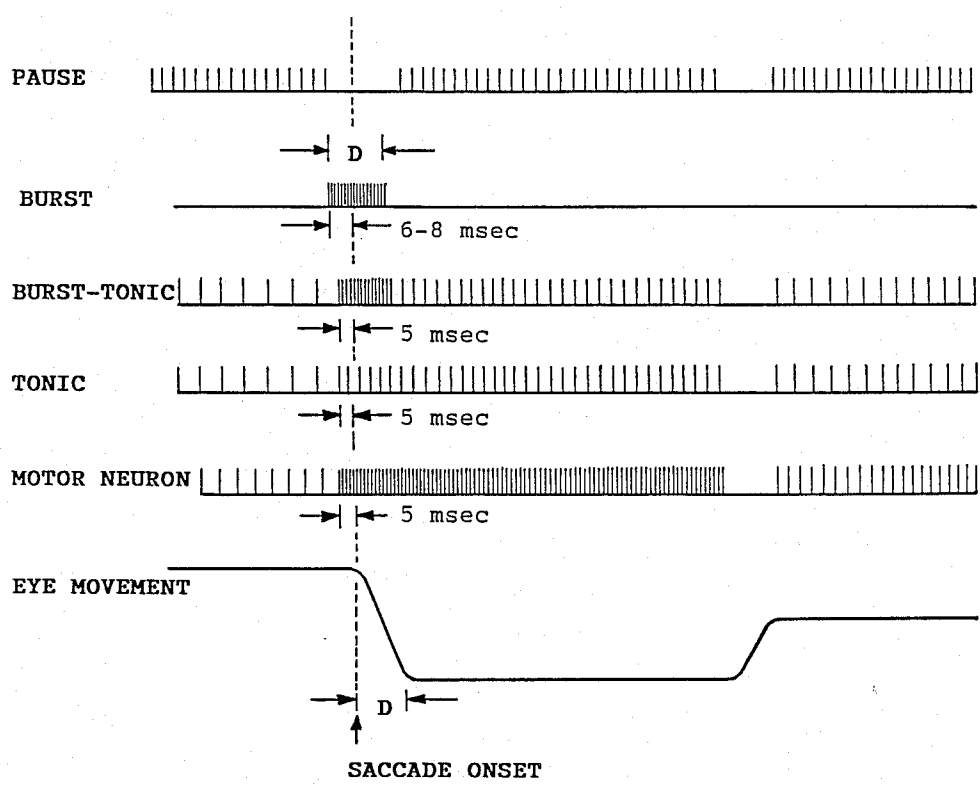 PAUSE
D
BURST
6-8 msec
BURST-TONIC
5 msec
TONIC
5 msec
MOTOR NEURON
5 msec
EYE MOVEMENT
D
SACCADE ONSET